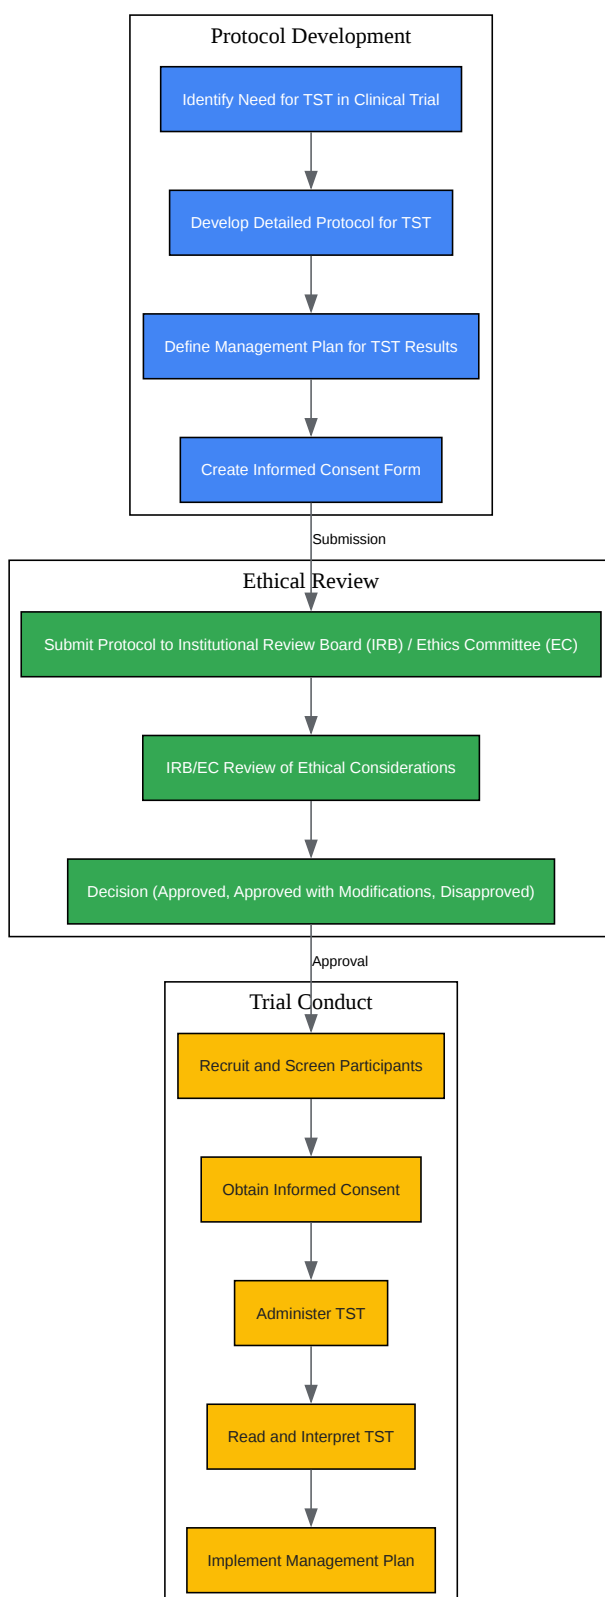 Protocol Development
Identify Need for TST in Clinical Trial
Develop Detailed Protocol for TST
Define Management Plan for TST Results
Create Informed Consent Form
Submission
Ethical Review
Submit Protocol to Institutional Review Board (IRB) / Ethics Committee (EC)
IRB/EC Review of Ethical Considerations
Decision (Approved, Approved with Modifications, Disapproved)
Approval
Trial Conduct
Recruit and Screen Participants
Obtain Informed Consent
Administer TST
Read and Interpret TST
Implement Management Plan